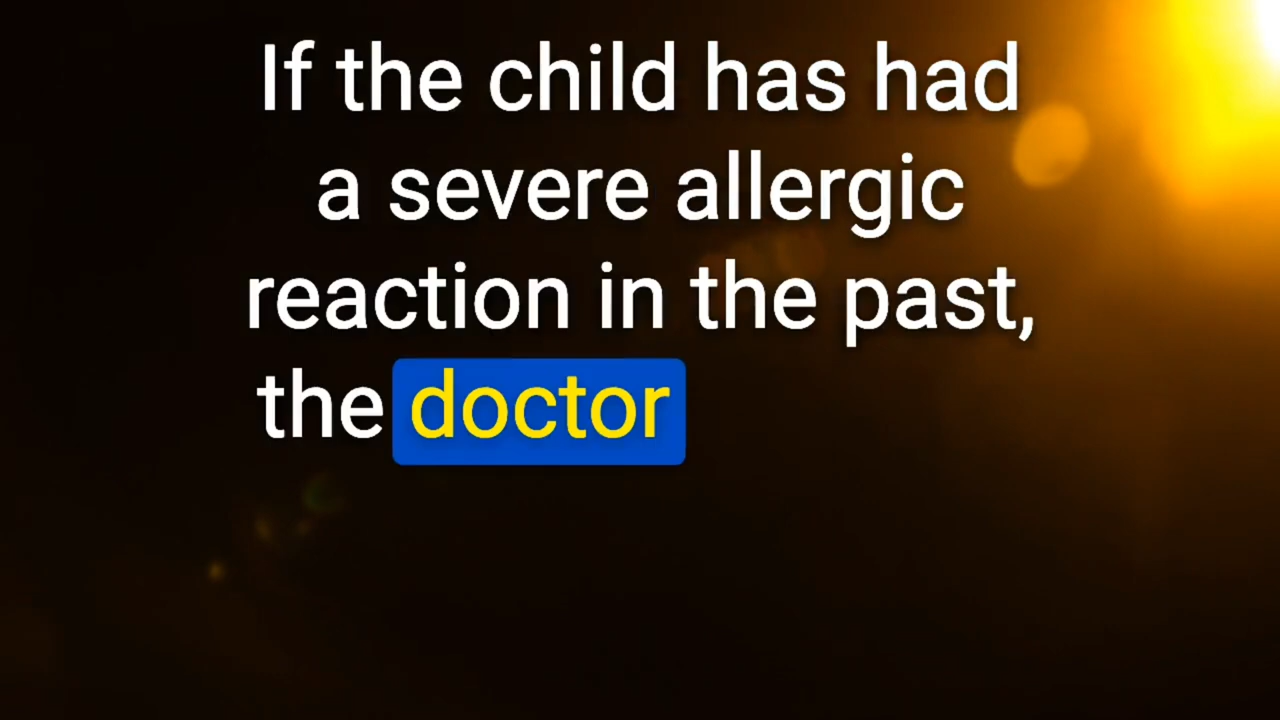 If the child has had
a severe allergic
reaction in the past,
the doctor